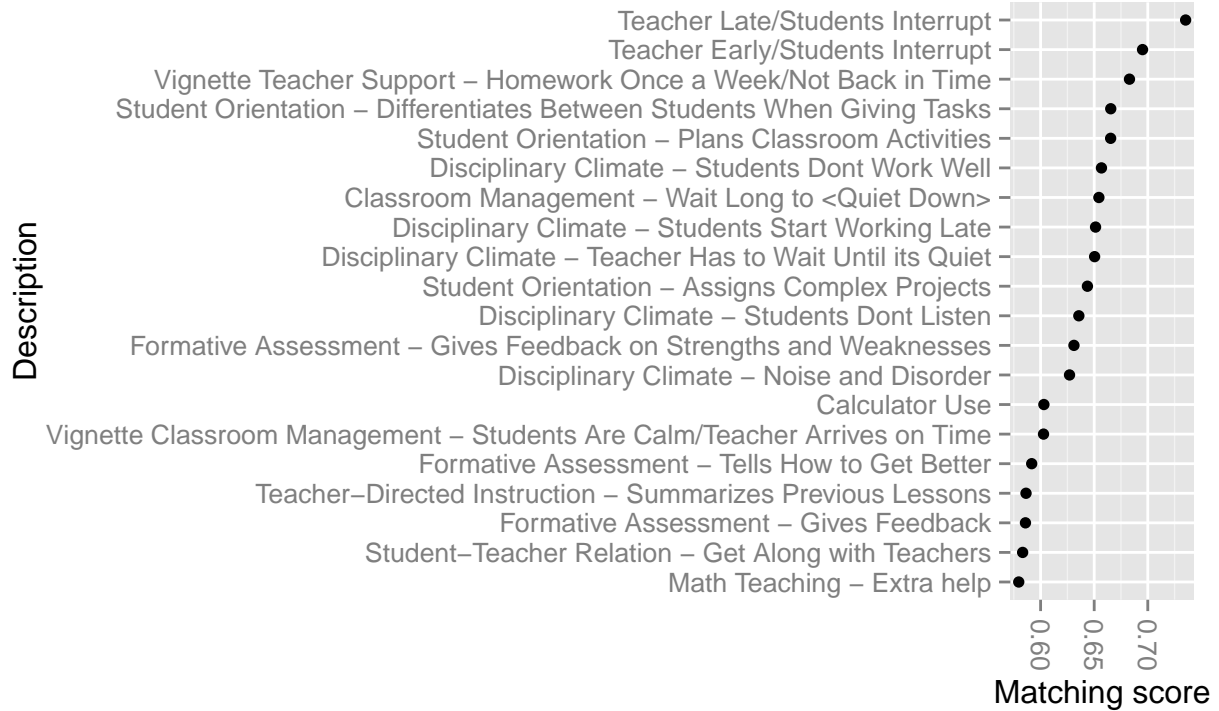 Teacher Late/Students Interrupt
Teacher Early/Students Interrupt
Vignette Teacher Support − Homework Once a Week/Not Back in Time
Student Orientation − Differentiates Between Students When Giving Tasks
Student Orientation − Plans Classroom Activities
Disciplinary Climate − Students Dont Work Well
Classroom Management − Wait Long to <Quiet Down>
Disciplinary Climate − Students Start Working Late
Disciplinary Climate − Teacher Has to Wait Until its Quiet
Student Orientation − Assigns Complex Projects
Disciplinary Climate − Students Dont Listen
Formative Assessment − Gives Feedback on Strengths and Weaknesses
Disciplinary Climate − Noise and Disorder
Calculator Use
Vignette Classroom Management − Students Are Calm/Teacher Arrives on Time
Formative Assessment − Tells How to Get Better
Teacher−Directed Instruction − Summarizes Previous Lessons
Formative Assessment − Gives Feedback
Student−Teacher Relation − Get Along with Teachers
Math Teaching − Extra help
Description
0.60
0.65
0.70
Matching score